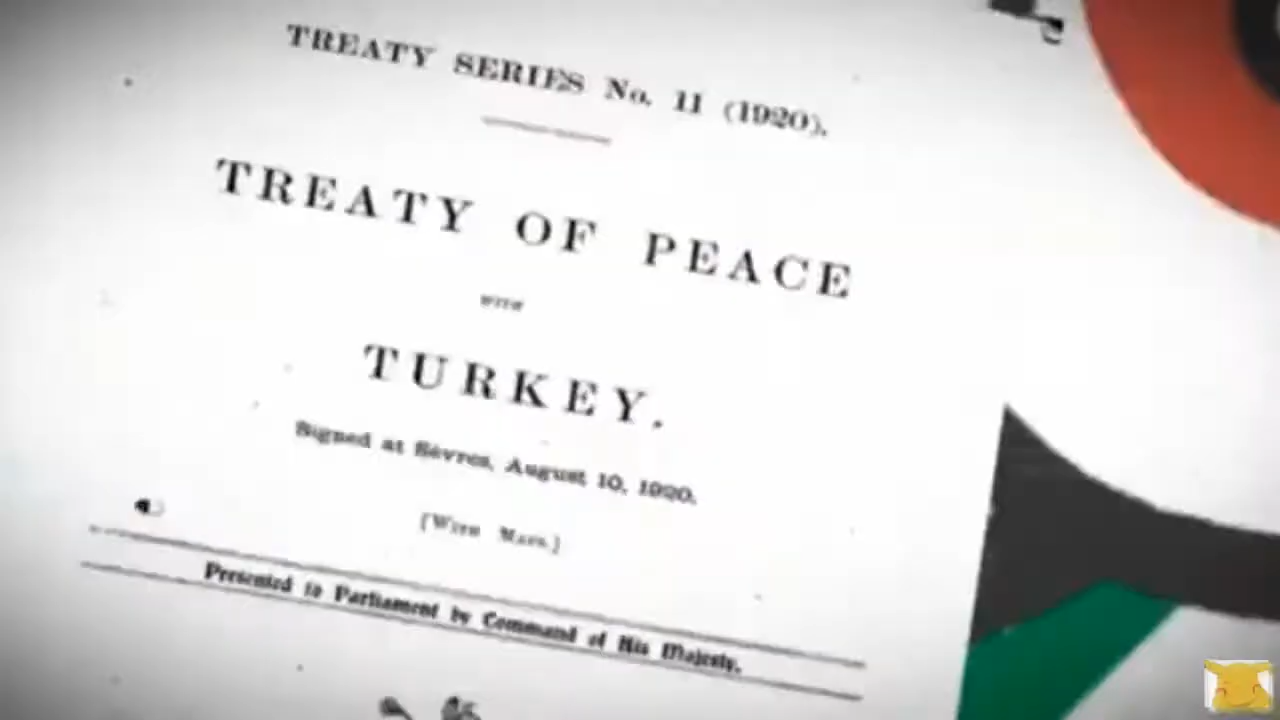 TREATY SERIES No. 11 (1920).
TREATY OF PEACE
WITH
TURKEY.
Signed at Sèvres, August 10, 1920.
[WITH MAPS.]
Presented to Parliament by Command of His Majesty.